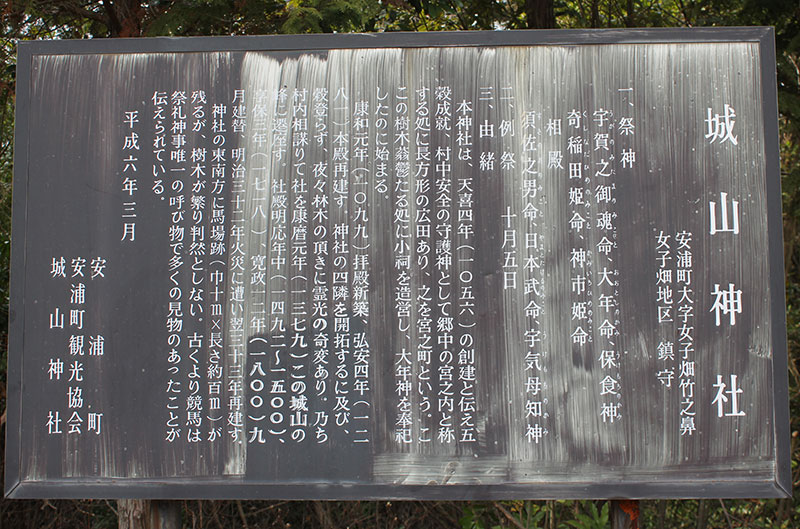 城山神社
安浦町大字女子畑竹之鼻
女子畑地区 鎮守
一、祭神
宇賀之御魂命、大年命、保食神
奇稲田姫命、神市姫命
相殿
須佐之男命、日本武命、宇気母知神
二、例祭 十月五日
三、由緒
本神社は、天喜四年（一〇五六）の創建と伝え五
穀成就、村中安全の守護神として郷中の宮之内と称
する処に長方形の広田あり、之を宮之町という。こ
の樹木蓊鬱たる処に小祠を造営し、大年神を奉祀
したのに始まる。
康和元年（一〇九九）拝殿新築、弘安四年（一二
八一）本殿再建す。神社の四隣を開拓するに及び、
穀登らず、夜々林木の頂きに霊光の奇変あり。乃ち
村内相謀りて社を康暦元年（一三七九）この城山の
峰に遷座す。社殿明応年中（一四九二〜一五〇〇）、
享保三年（一七一八）、寛政十二年（一八〇〇）九
月建替、明治三十二年火災に遭い翌三十三年再建す。
神社の東南方に馬場跡（巾十ｍ×長さ約百ｍ）が
残るが、樹木が繁り判然としない。古くより競馬は
祭礼神事唯一の呼び物で多くの見物のあったことが
伝えられている。
平成六年三月
安浦町
安浦町観光協会
城山神社